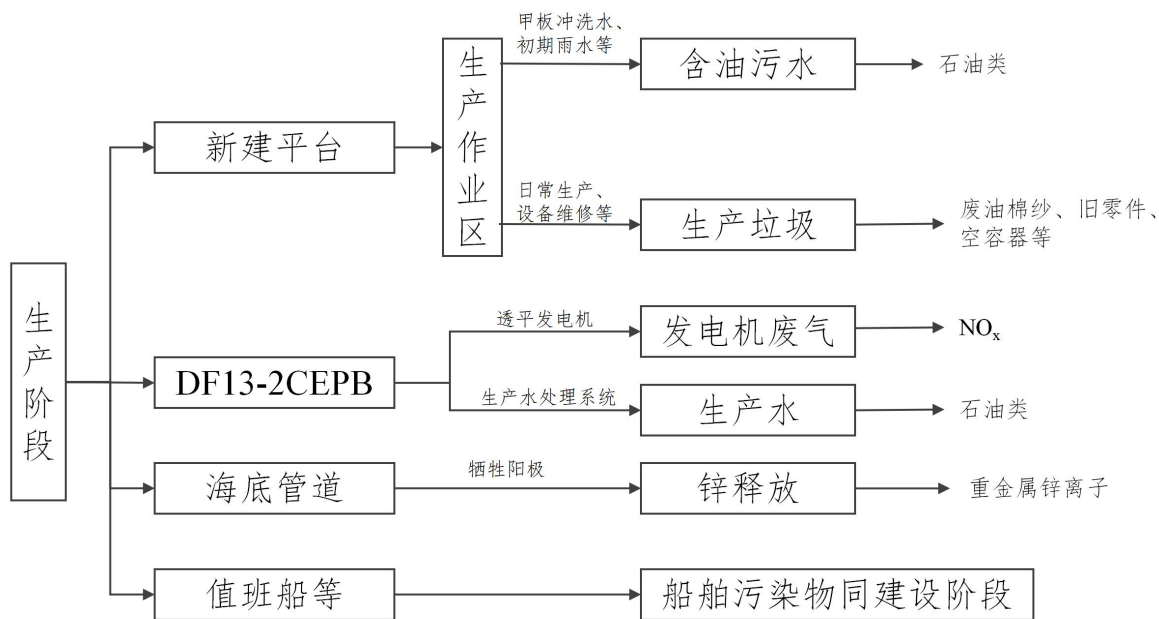 生产阶段
新建平台
生产作业区
甲板冲洗水、
初期雨水等
含油污水
石油类
日常生产、
设备维修等
生产垃圾
废油棉纱、旧零件、
空容器等
DF13-2CEPB
透平发电机
发电机废气
NOx
生产水处理系统
生产水
石油类
海底管道
牺牲阳极
锌释放
重金属锌离子
值班船等
船舶污染物同建设阶段